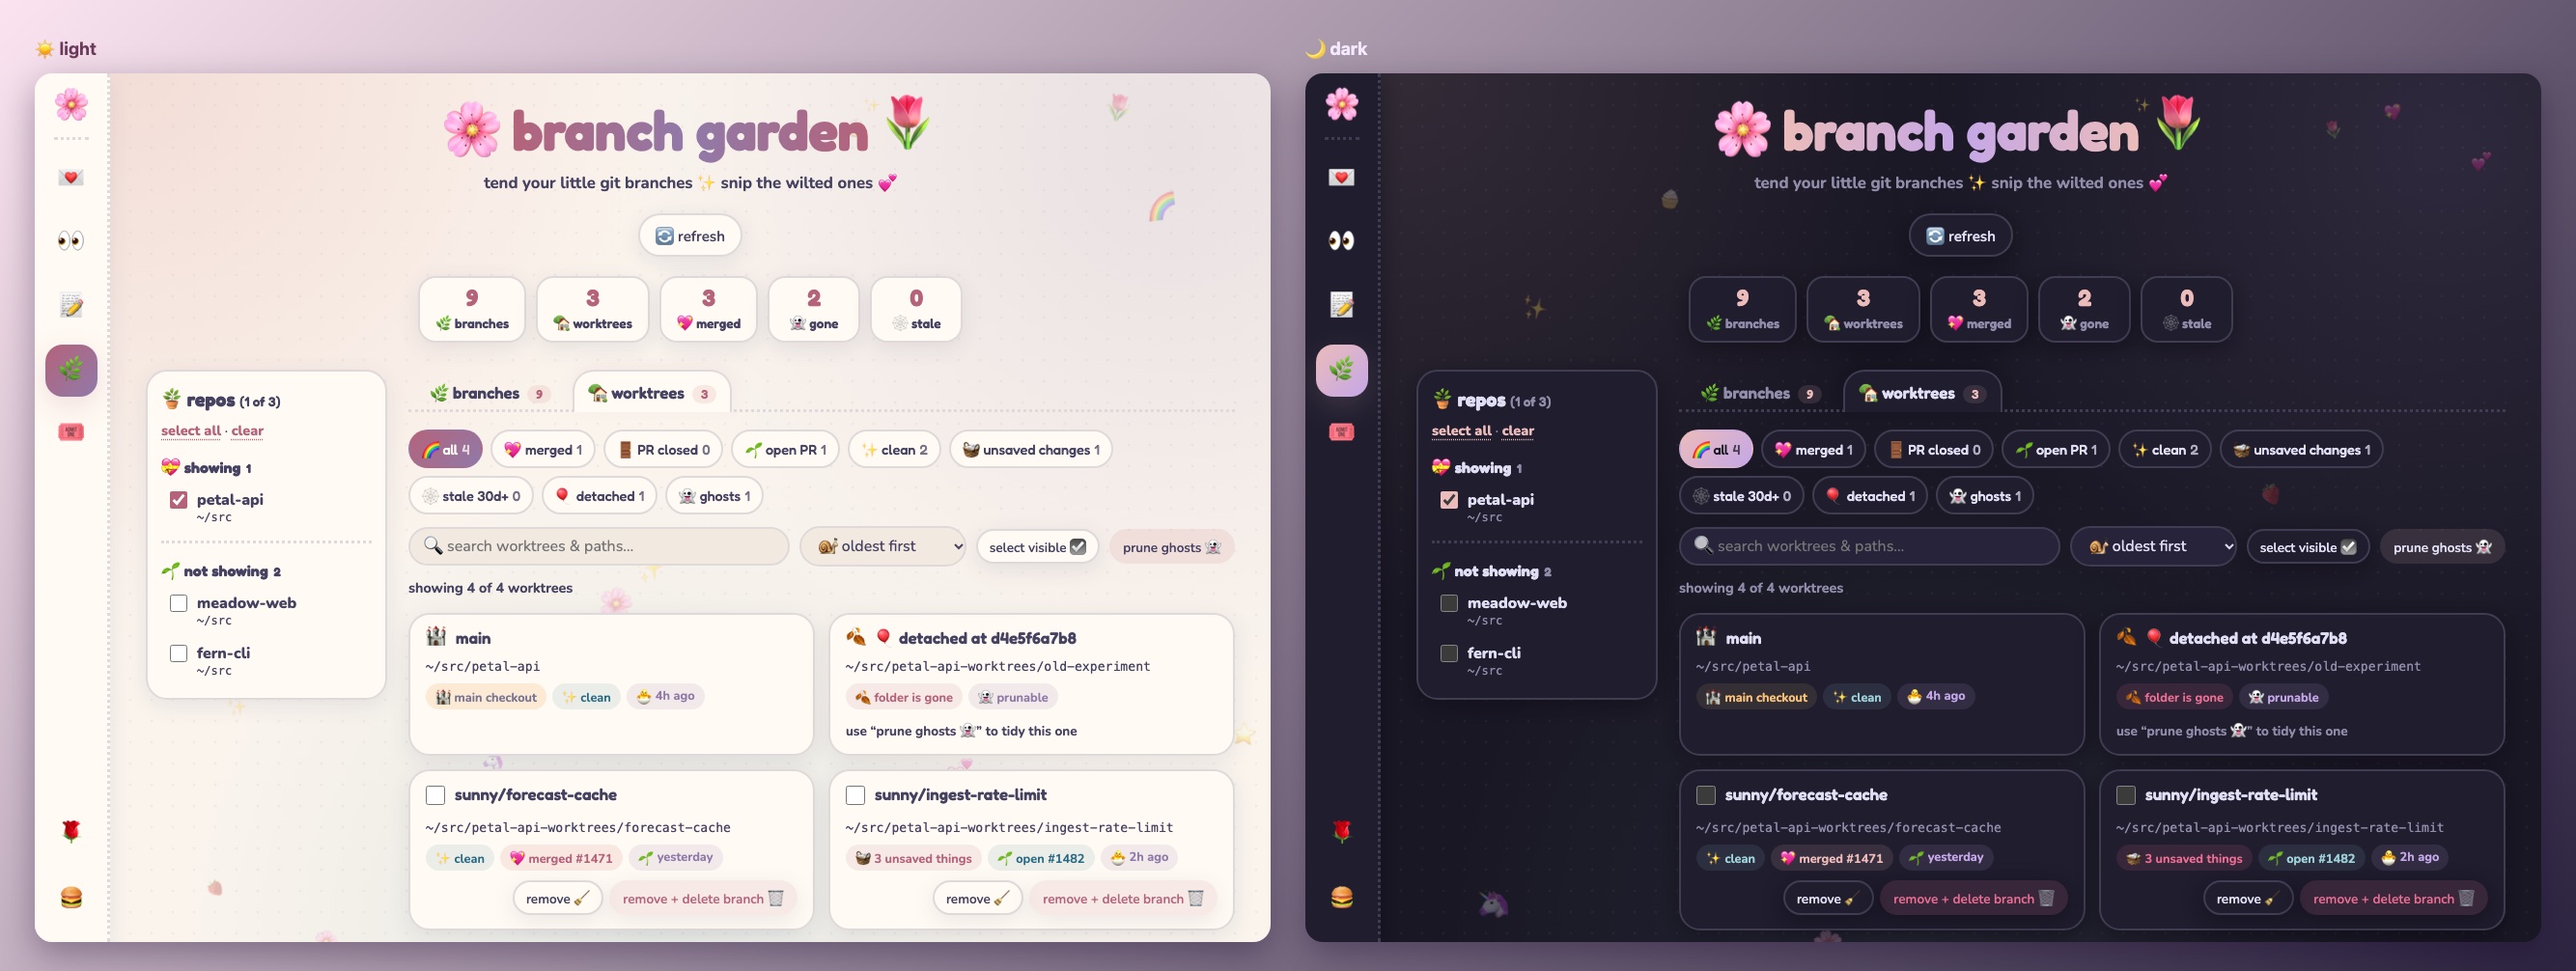 light
branch garden
tend your little git branches ✨ snip the wilted ones 💕
refresh
9
branches
3
worktrees
3
merged
2
gone
0
stale
repos (1 of 3)
select all · clear
showing 1
petal-api
~/src
not showing 2
meadow-web
~/src
fern-cli
~/src
branches 9
worktrees 3
all 4
merged 1
PR closed 0
open PR 1
clean 2
unsaved changes 1
stale 30d+ 0
detached 1
ghosts 1
search worktrees & paths...
oldest first
select visible
prune ghosts
showing 4 of 4 worktrees
main
~/src/petal-api
main checkout
clean
4h ago
detached at d4e5f6a7b8
~/src/petal-api-worktrees/old-experiment
folder is gone
prunable
use “prune ghosts 👻” to tidy this one
sunny/forecast-cache
~/src/petal-api-worktrees/forecast-cache
clean
merged #1471
yesterday
remove
remove + delete branch
sunny/ingest-rate-limit
~/src/petal-api-worktrees/ingest-rate-limit
3 unsaved things
open #1482
2h ago
remove
remove + delete branch
dark
branch garden
tend your little git branches ✨ snip the wilted ones 💕
refresh
9
branches
3
worktrees
3
merged
2
gone
0
stale
repos (1 of 3)
select all · clear
showing 1
petal-api
~/src
not showing 2
meadow-web
~/src
fern-cli
~/src
branches 9
worktrees 3
all 4
merged 1
PR closed 0
open PR 1
clean 2
unsaved changes 1
stale 30d+ 0
detached 1
ghosts 1
search worktrees & paths...
oldest first
select visible
prune ghosts
showing 4 of 4 worktrees
main
~/src/petal-api
main checkout
clean
4h ago
detached at d4e5f6a7b8
~/src/petal-api-worktrees/old-experiment
folder is gone
prunable
use “prune ghosts 👻” to tidy this one
sunny/forecast-cache
~/src/petal-api-worktrees/forecast-cache
clean
merged #1471
yesterday
remove
remove + delete branch
sunny/ingest-rate-limit
~/src/petal-api-worktrees/ingest-rate-limit
3 unsaved things
open #1482
2h ago
remove
remove + delete branch